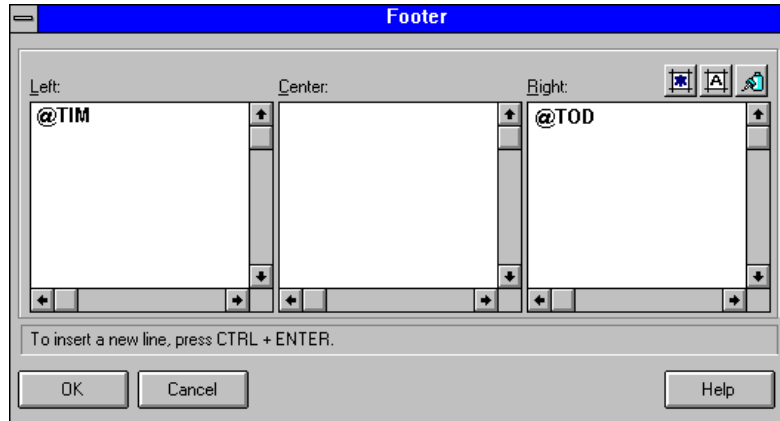 Footer
Left: Center: Right: A
@TIM @TOD
To insert a new line, press CTRL + ENTER.
OK Cancel Help